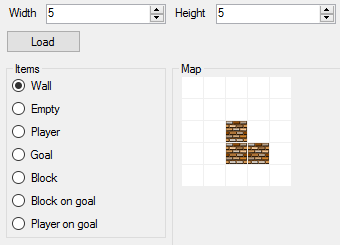 Width 5 Height 5
Load
Items Map
Wall
Empty
Player
Goal
Block
Block on goal
Player on goal